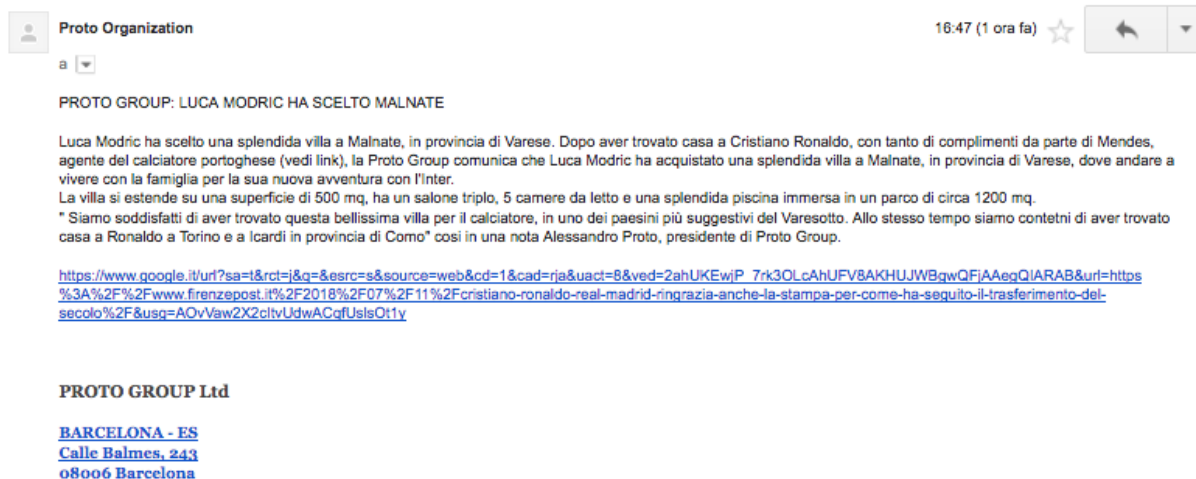 Proto Organization
16:47 (1 ora fa)
a
PROTO GROUP: LUCA MODRIC HA SCELTO MALNATE
Luca Modric ha scelto una splendida villa a Malnate, in provincia di Varese. Dopo aver trovato casa a Cristiano Ronaldo, con tanto di complimenti da parte di Mendes,
agente del calciatore portoghese (vedi link), la Proto Group comunica che Luca Modric ha acquistato una splendida villa a Malnate, in provincia di Varese, dove andare a
vivere con la famiglia per la sua nuova avventura con l'Inter.
La villa si estende su una superficie di 500 mq, ha un salone triplo, 5 camere da letto e una splendida piscina immersa in un parco di circa 1200 mq.
" Siamo soddisfatti di aver trovato questa bellissima villa per il calciatore, in uno dei paesini più suggestivi del Varesotto. Allo stesso tempo siamo contetni di aver trovato
casa a Ronaldo a Torino e a Icardi in provincia di Como" cosi in una nota Alessandro Proto, presidente di Proto Group.
https://www.google.it/url?sa=t&rct=j&q=&esrc=s&source=web&cd=1&cad=rja&uact=8&ved=2ahUKEwjP_7rk3OLcAhUFV8AKHUJWBgwQFjAAegQIARAB&url=https
%3A%2F%2Fwww.firenzepost.it%2F2018%2F07%2F11%2Fcristiano-ronaldo-real-madrid-ringrazia-anche-la-stampa-per-come-ha-seguito-il-trasferimento-del-
secolo%2F&usg=AOvVaw2X2cItvUdwACqfUsIsOt1y
PROTO GROUP Ltd
BARCELONA - ES
Calle Balmes, 243
08006 Barcelona